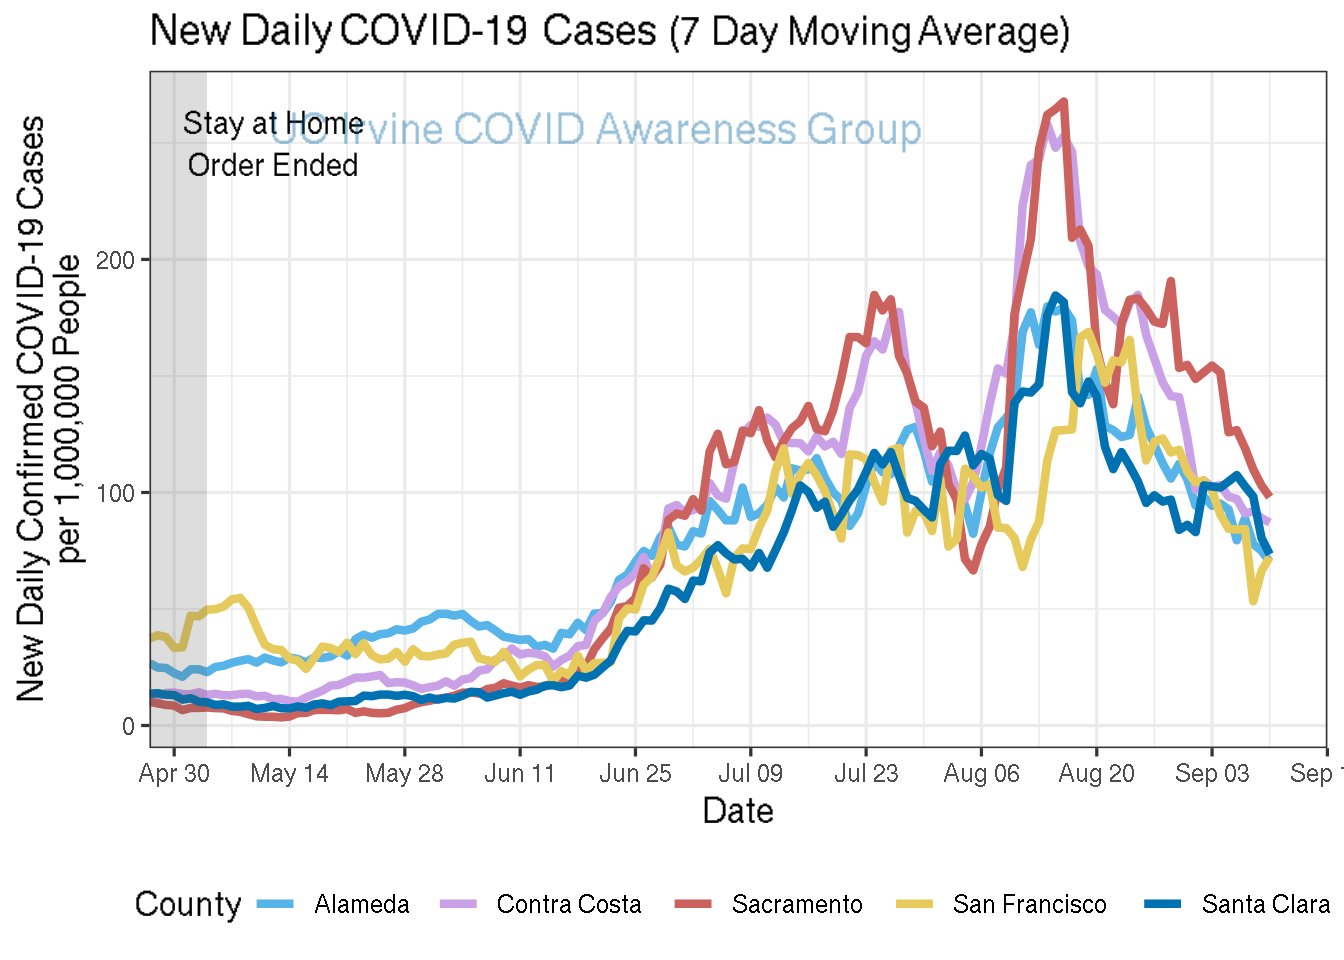 New Daily COVID-19 Cases (7 Day Moving Average)
Stay at Home
Order Ended
UC Irvine COVID Awareness Group
New Daily Confirmed COVID-19 Cases
per 1,000,000 People
200
100
0
Apr 30 May 14 May 28 Jun 11 Jun 25 Jul 09 Jul 23 Aug 06 Aug 20 Sep 03 Sep
Date
County Alameda Contra Costa Sacramento San Francisco Santa Clara